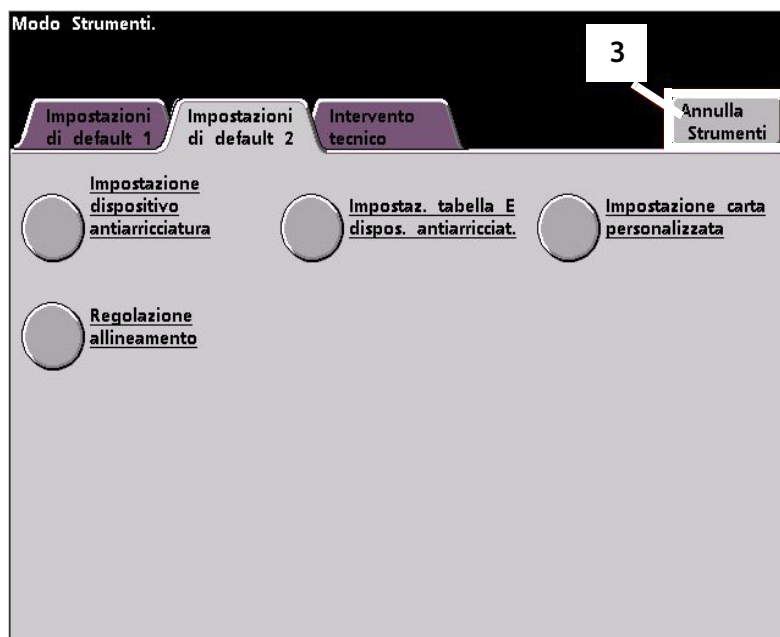 Modo Strumenti.
3
Impostazioni
di default 1
Impostazioni
di default 2
Intervento
tecnico
Annulla
Strumenti
Impostazione
dispositivo
antiarricciatura
Impostaz. tabella E
dispos. antiarricciat.
Impostazione carta
personalizzata
Regolazione
allineamento